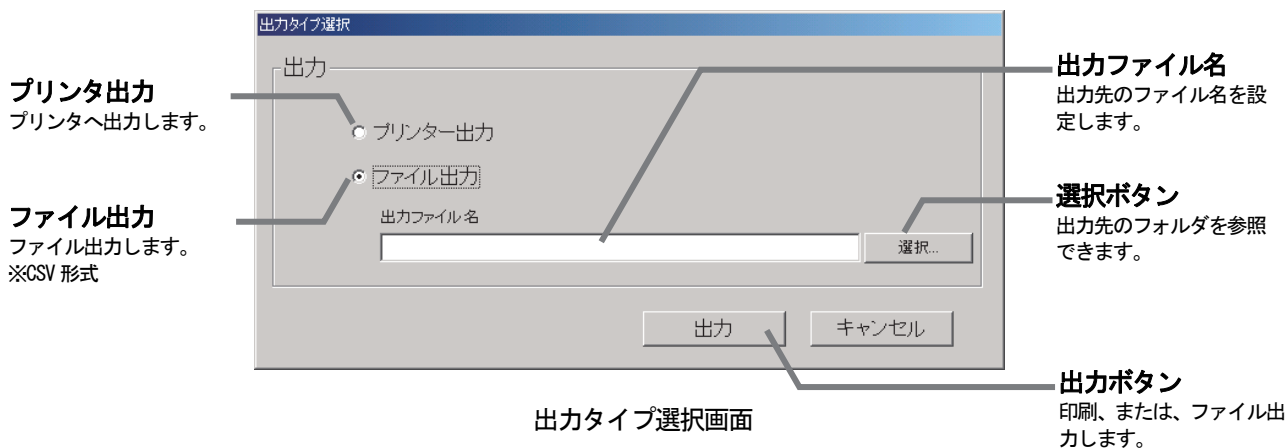 出力タイプ選択
出力
プリンター出力
ファイル出力
出力ファイル名
選択...
出力
キャンセル
プリンタ出力
プリンタへ出力します。
ファイル出力
ファイル出力します。
※CSV 形式
出力ファイル名
出力先のファイル名を設
定します。
選択ボタン
出力先のフォルダを参照
できます。
出力ボタン
印刷、または、ファイル出
力します。
出力タイプ選択画面